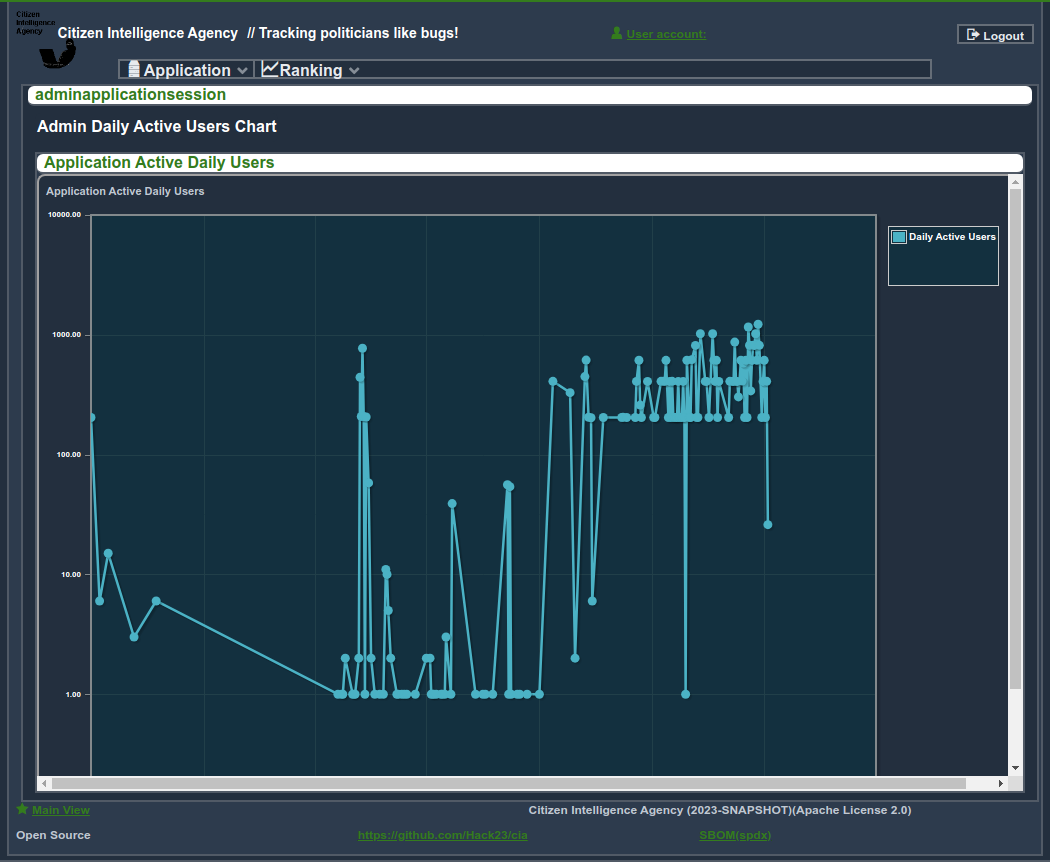 Citizen
Intelligence
Agency
Citizen Intelligence Agency // Tracking politicians like bugs!
User account:
Logout
Application
Ranking
adminapplicationsession
Admin Daily Active Users Chart
Application Active Daily Users
Application Active Daily Users
10000.00
1000.00
100.00
10.00
1.00
Daily Active Users
Main View
Citizen Intelligence Agency (2023-SNAPSHOT)(Apache License 2.0)
Open Source
https://github.com/Hack23/cia
SBOM(spdx)